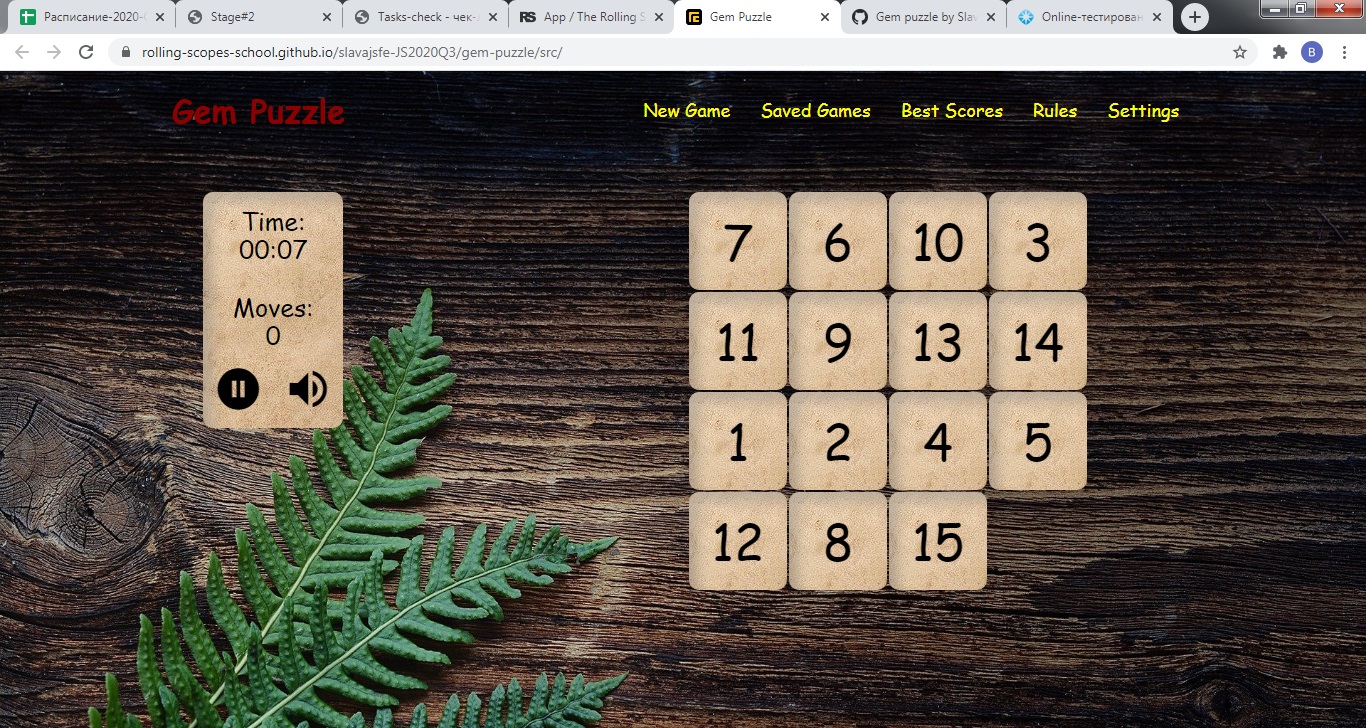 Расписание-2020-
Stage#2
Tasks-check - чек-
App / The Rolling S
Gem Puzzle
Gem puzzle by Slav
Online-тестирован
rolling-scopes-school.github.io/slavajsfe-JS2020Q3/gem-puzzle/src/
B
Gem Puzzle
New Game Saved Games Best Scores Rules Settings
Time:
00:07
Moves:
0
7 6 10 3
11 9 13 14
1 2 4 5
12 8 15